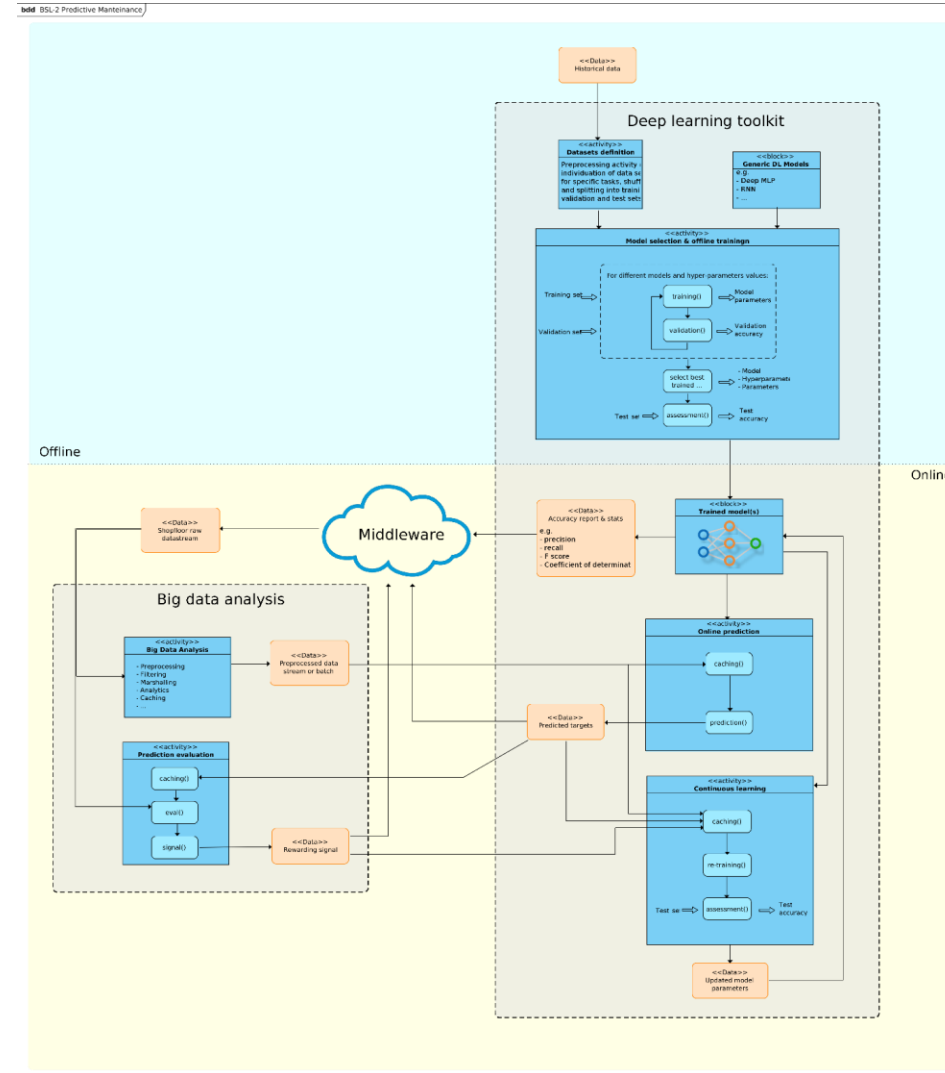 bdd BSL-2 Predictive Manteinance
<<Data>>
Historical data
Deep learning toolkit
<<activity>>
Datasets definition
Preprocessing activity
individuation of data se
for specific tasks, shuff
and splitting into traini
validation and test sets
<<block>>
Generic DL Models
e.g.
- Deep MLP
- RNN
- ...
<<activity>>
Model selection & offline trainingn
For different models and hyper-parameters values:
Training set
training()
Model
parameters
Validation set
validation()
Validation
accuracy
select best
trained ...
- Model
- Hyperparamets
- Parameters
Test se
assessment()
Test
accuracy
Offline
Online
<<Data>>
Shopfloor raw
datastream
Middleware
<<Data>>
Accuracy report & stats
e.g.
- precision
- recall
- F score
- Coefficient of determinat
<<block>>
Trained model(s)
Big data analysis
<<activity>>
Big Data Analysis
- Preprocessing
- Filtering
- Marshalling
- Analytics
- Caching
- ...
<<Data>>
Preprocessed data
stream or batch
<<activity>>
Online prediction
caching()
prediction()
<<Data>>
Predicted targets
<<activity>>
Prediction evaluation
caching()
eval()
signal()
<<Data>>
Rewarding signal
<<activity>>
Continuous learning
caching()
re-training()
Test se
assessment()
Test
accuracy
<<Data>>
Updated model
parameters